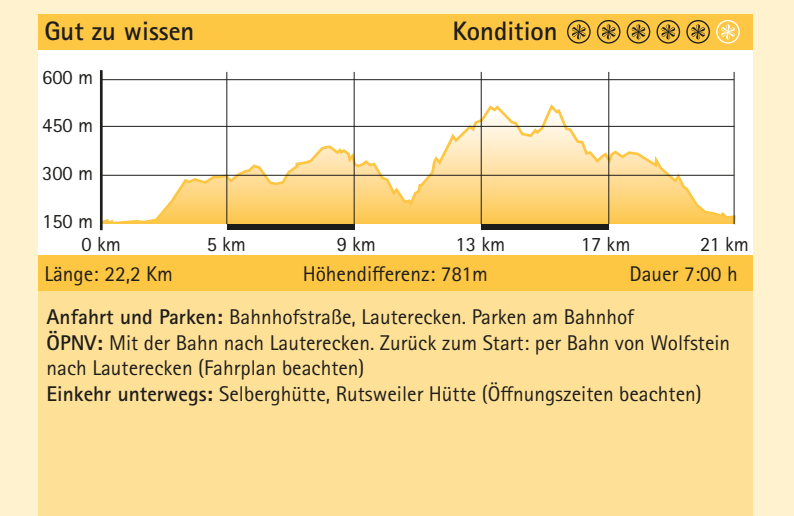 Gut zu wissen
Kondition
600 m
450 m
300 m
150 m
0 km 5 km 9 km 13 km 17 km 21 km
Länge: 22,2 Km Höhendifferenz: 781m Dauer 7:00 h
Anfahrt und Parken: Bahnhofstraße, Lauterecken. Parken am Bahnhof
ÖPNV: Mit der Bahn nach Lauterecken. Zurück zum Start: per Bahn von Wolfstein
nach Lauterecken (Fahrplan beachten)
Einkehr unterwegs: Selberghütte, Rutsweiler Hütte (Öffnungszeiten beachten)